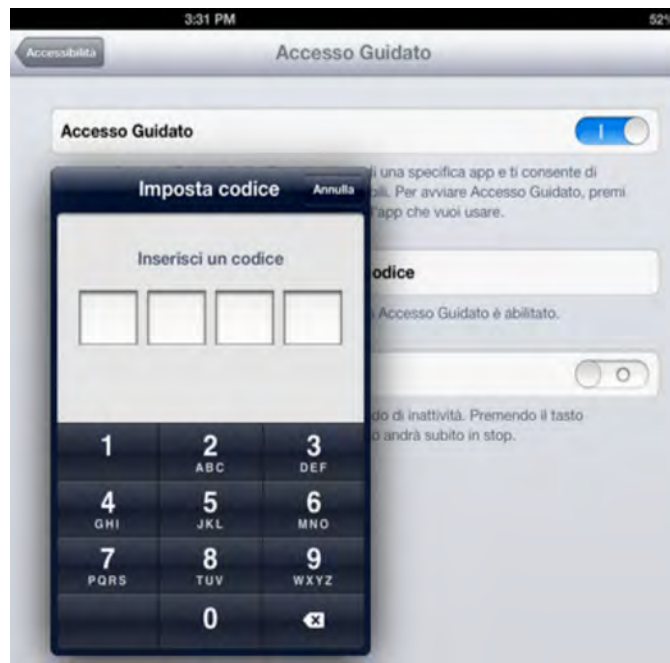 3:31 PM
52%
Accessibilità
Accesso Guidato
Accesso Guidato
di una specifica app e ti consente di
Per avviare Accesso Guidato, premi
l'app che vuoi usare.
Imposta codice
Annulla
Inserisci un codice
odice
Accesso Guidato è abilitato.
do di inattività. Premendo il tasto
o andrà subito in stop.
1
2
3
ABC
DEF
4
5
6
GHI
JKL
MNO
7
8
9
PQRS
TUV
WXYZ
0